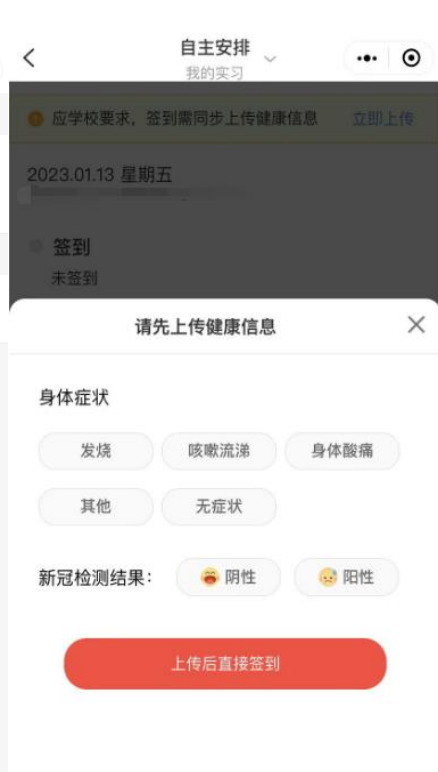 自主安排
我的实习
应学校要求，签到需同步上传健康信息 立即上传
2023.01.13 星期五
签到
未签到
请先上传健康信息
身体症状
发烧 咳嗽流涕 身体酸痛
其他 无症状
新冠检测结果： 阴性 阳性
上传后直接签到